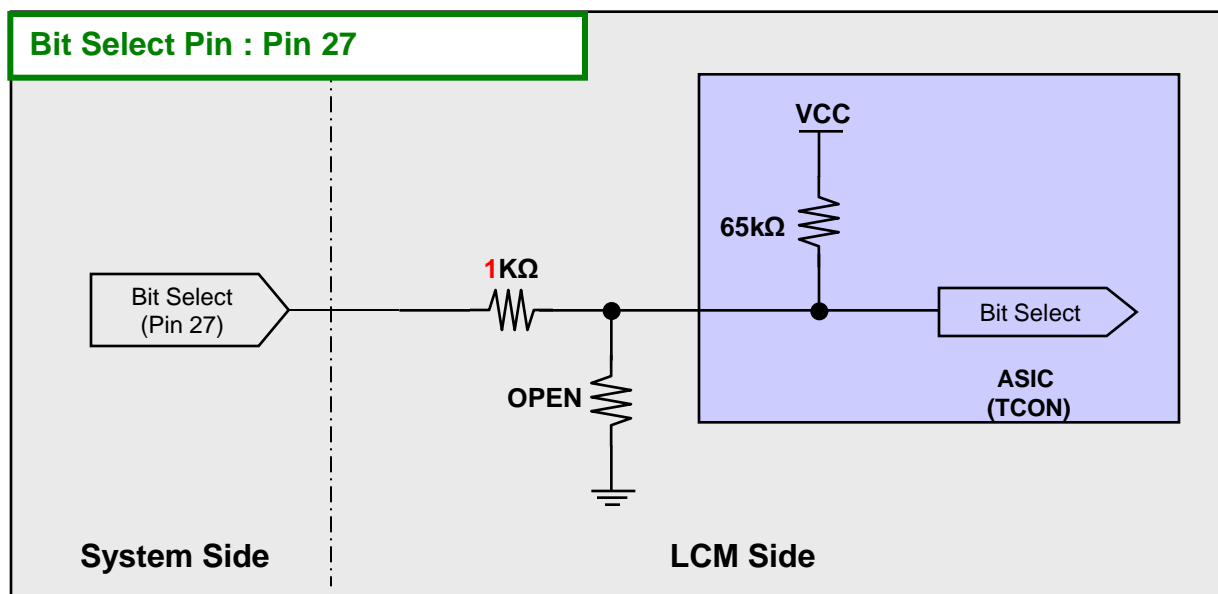 Bit Select Pin : Pin 27
VCC
65kΩ
1KΩ
Bit Select
(Pin 27)
Bit Select
OPEN
ASIC
(TCON)
System Side
LCM Side